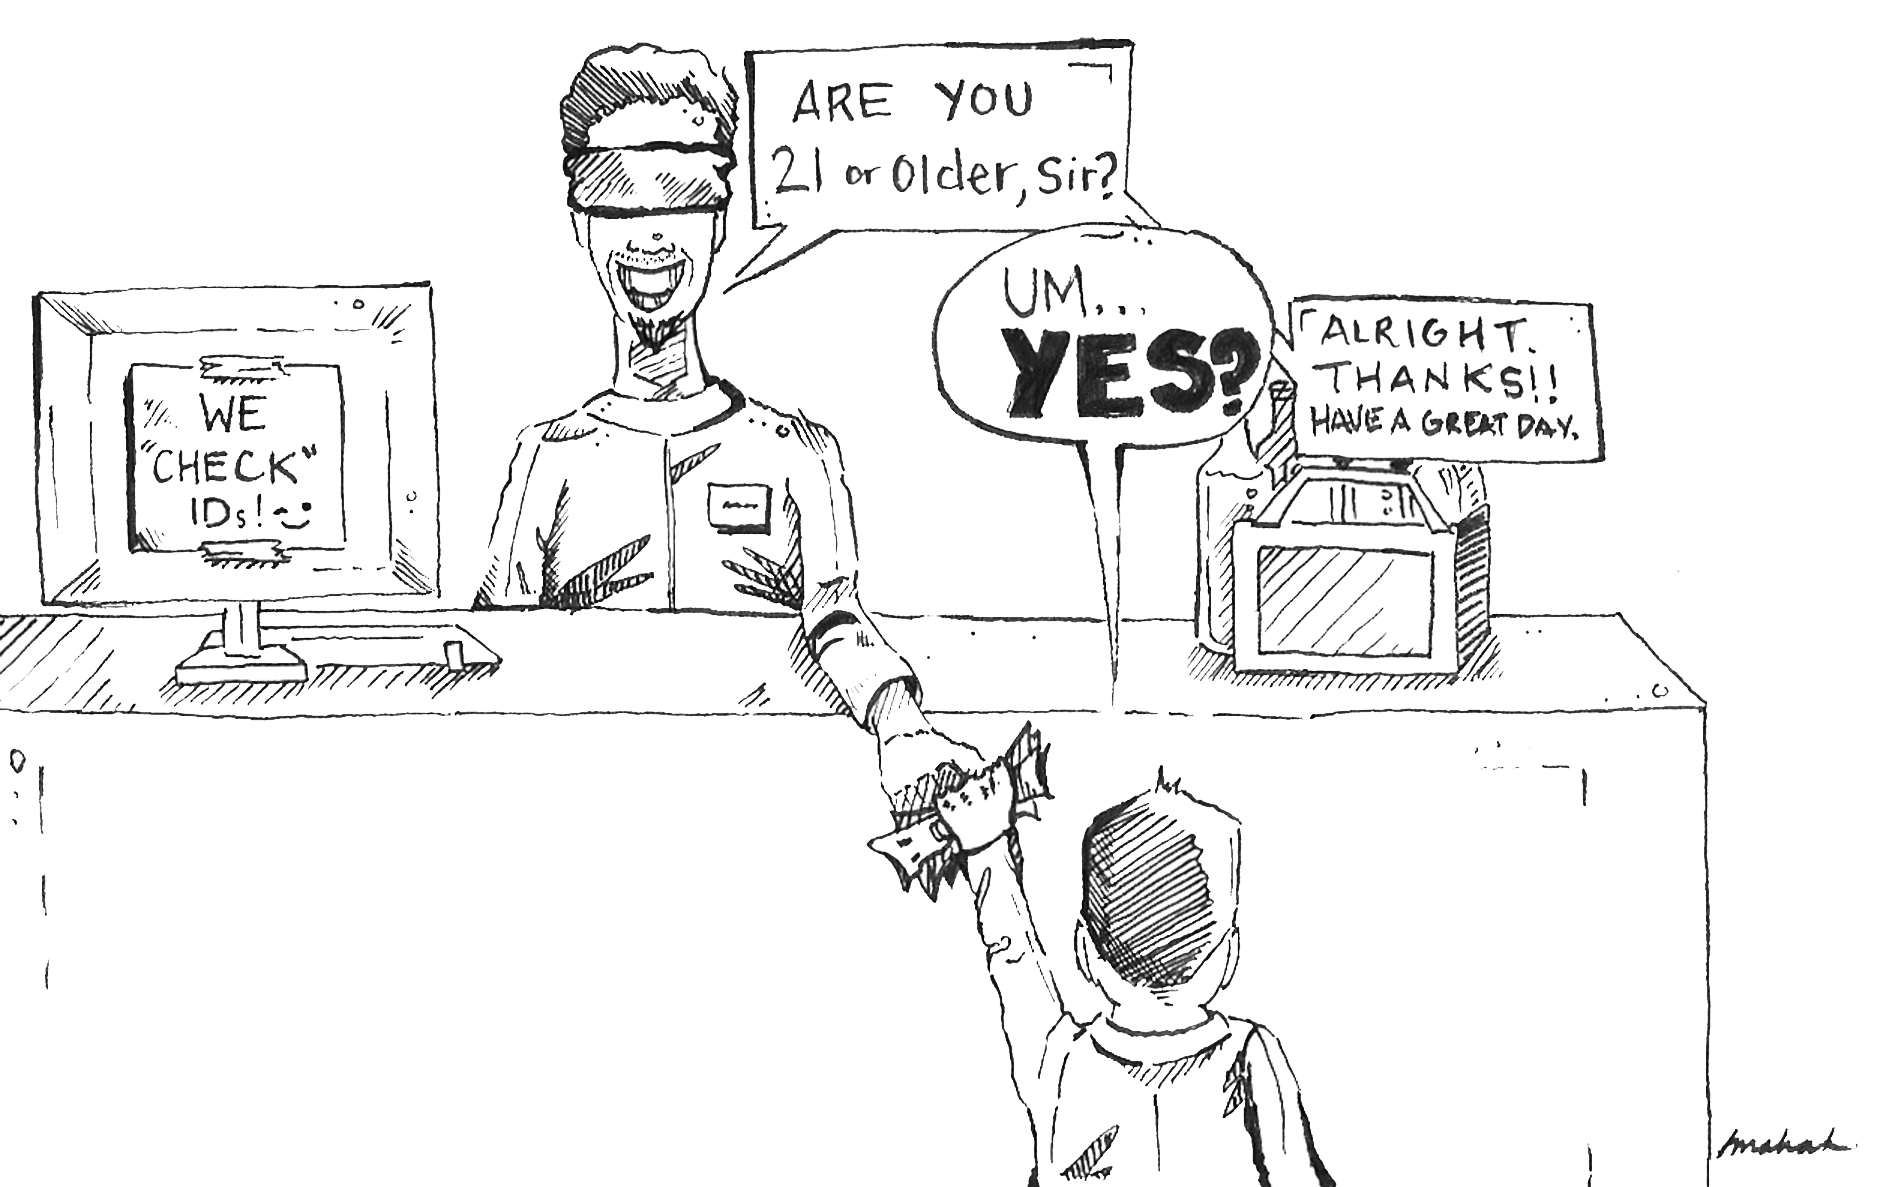 ARE YOU
21 or Older, Sir?
UM...
YES?
ALRIGHT.
THANKS!!
HAVE A GREAT DAY.
WE
"CHECK"
IDs!